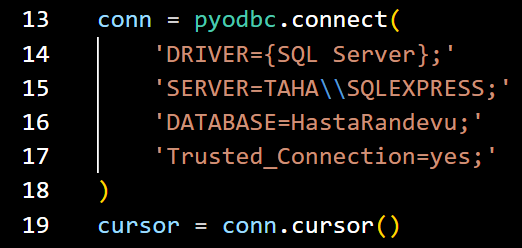 13 conn = pyodbc.connect(
14 'DRIVER={SQL Server};'
15 'SERVER=TAHA\\SQLEXPRESS;'
16 'DATABASE=HastaRandevu;'
17 'Trusted_Connection=yes;'
18 )
19 cursor = conn.cursor()